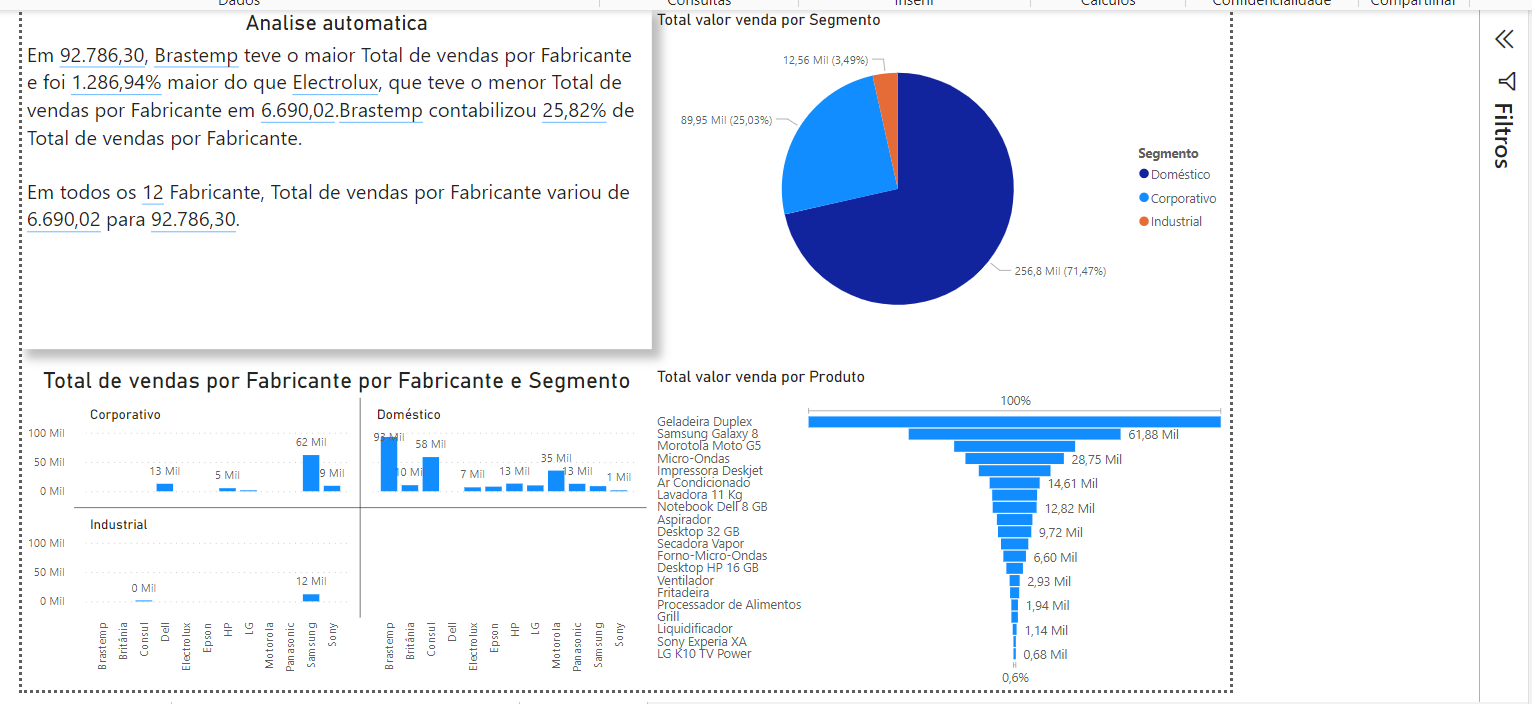 Dados
Consultas
Inserir
Cálculos
Confidencialidade
Compartilhar
Analise automatica
Em 92.786,30, Brastemp teve o maior Total de vendas por Fabricante
e foi 1.286,94% maior do que Electrolux, que teve o menor Total de
vendas por Fabricante em 6.690,02.Brastemp contabilizou 25,82% de
Total de vendas por Fabricante.
Em todos os 12 Fabricante, Total de vendas por Fabricante variou de
6.690,02 para 92.786,30.
Total valor venda por Segmento
12,56 Mil (3,49%)
89,95 Mil (25,03%)
256,8 Mil (71,47%)
Segmento
Doméstico
Corporativo
Industrial
Filtros
Total de vendas por Fabricante por Fabricante e Segmento
Corporativo
Doméstico
100 Mil
50 Mil
0 Mil
13 Mil
5 Mil
62 Mil
9 Mil
93 Mil
10 Mil
58 Mil
7 Mil
13 Mil
35 Mil
13 Mil
1 Mil
Industrial
100 Mil
50 Mil
0 Mil
0 Mil
12 Mil
Brastemp
Britânia
Consul
Dell
Electrolux
Epson
HP
LG
Motorola
Panasonic
Samsung
Sony
Brastemp
Britânia
Consul
Dell
Electrolux
Epson
HP
LG
Motorola
Panasonic
Samsung
Sony
Total valor venda por Produto
100%
Geladeira Duplex
Samsung Galaxy 8
61,88 Mil
Morotola Moto G5
Micro-Ondas
28,75 Mil
Impressora Deskjet
Ar Condicionado
14,61 Mil
Lavadora 11 Kg
Notebook Dell 8 GB
12,82 Mil
Aspirador
Desktop 32 GB
9,72 Mil
Secadora Vapor
Forno-Micro-Ondas
6,60 Mil
Desktop HP 16 GB
Ventilador
2,93 Mil
Fritadeira
Processador de Alimentos
1,94 Mil
Grill
Liquidificador
1,14 Mil
Sony Experia XA
LG K10 TV Power
0,68 Mil
0,6%